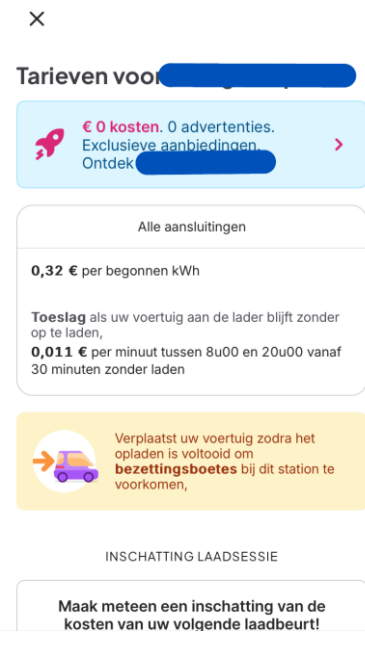 Tarieven voor
€ 0 kosten. 0 advertenties.
Exclusieve aanbiedingen.
Ontdek
Alle aansluitingen
0,32 € per begonnen kWh
Toeslag als uw voertuig aan de lader blijft zonder
op te laden,
0,011 € per minuut tussen 8u00 en 20u00 vanaf
30 minuten zonder laden
Verplaatst uw voertuig zodra het
opladen is voltooid om
bezettingsboetes bij dit station te
voorkomen,
INSCHATTING LAADSESSIE
Maak meteen een inschatting van de
kosten van uw volgende laadbeurt!